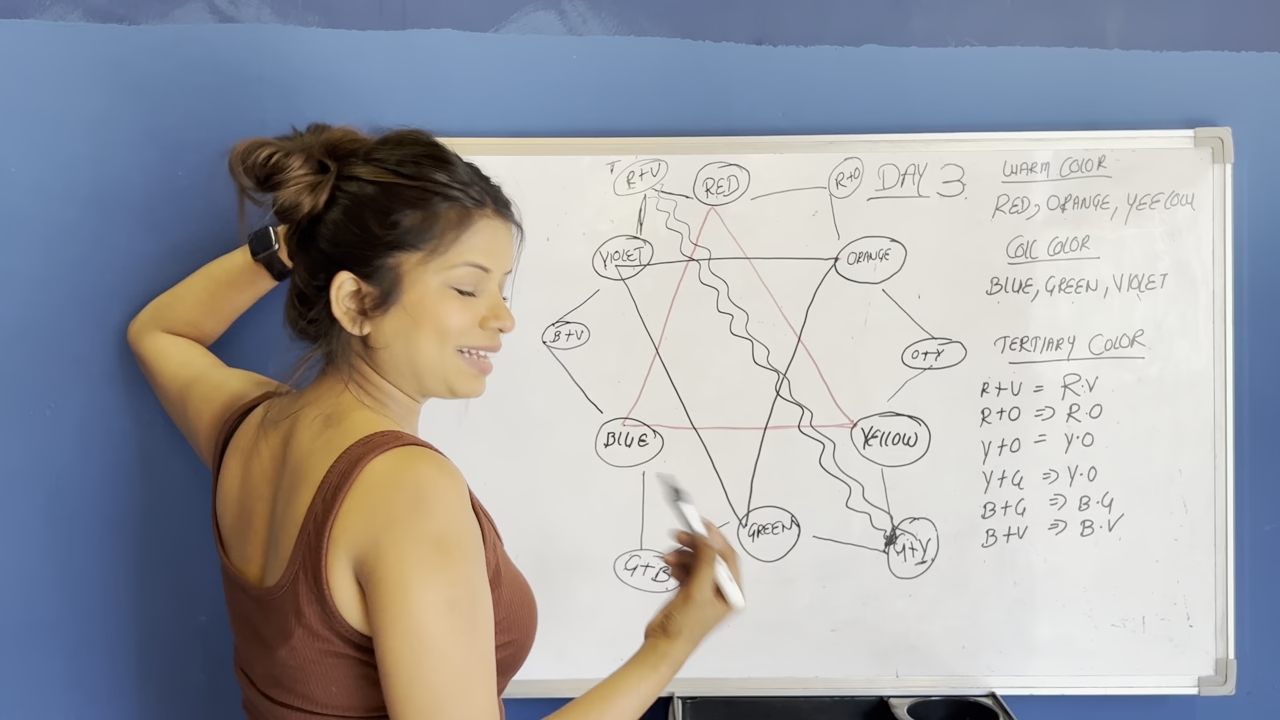 R+V
RED
R+O
DAY 3
VIOLET
ORANGE
B+V
O+Y
BLUE
YELLOW
GREEN
G+B
G+Y
WARM COLOR
RED, ORANGE, YEELOW
COLC COLOR
BLUE, GREEN, VIOLET
TERTIARY COLOR
R+V = R.V
R+O => R.O
Y+O = Y.O
Y+G => Y.O
B+G => B.G
B+V => B.V